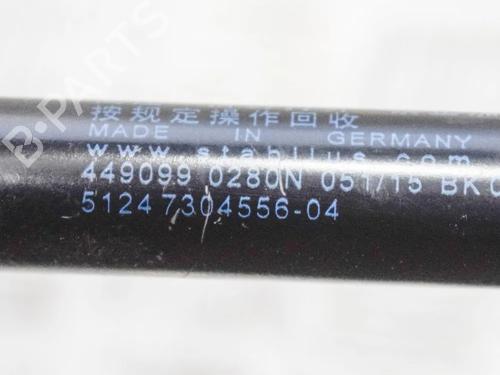 B-PARTS
按规定操作回收
MADE IN GERMANY
www.stabilus.com
449099 0280N 051/15 BK
51247304556-04